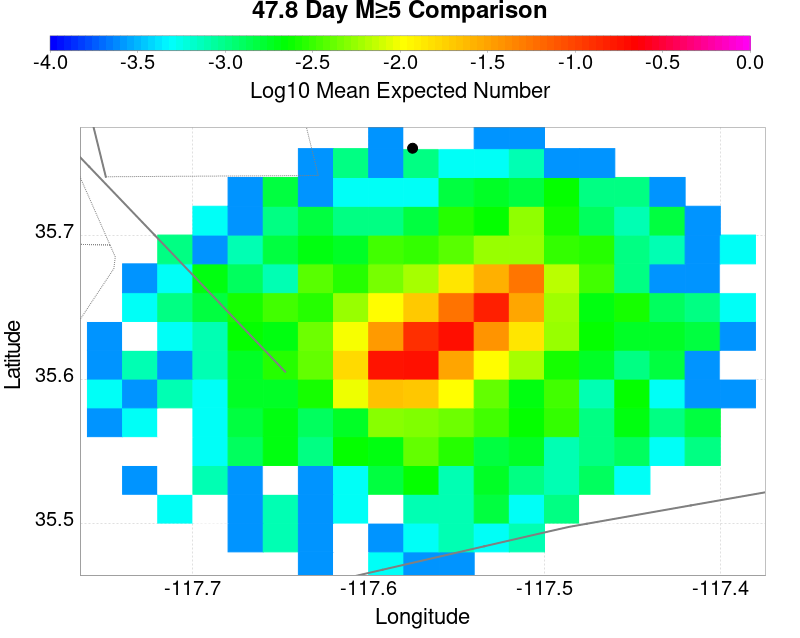 47.8 Day M≥5 Comparison
-4.0 -3.5 -3.0 -2.5 -2.0 -1.5 -1.0 -0.5 0.0
Log10 Mean Expected Number
35.7
35.6
35.5
Latitude
-117.7 -117.6 -117.5 -117.4
Longitude